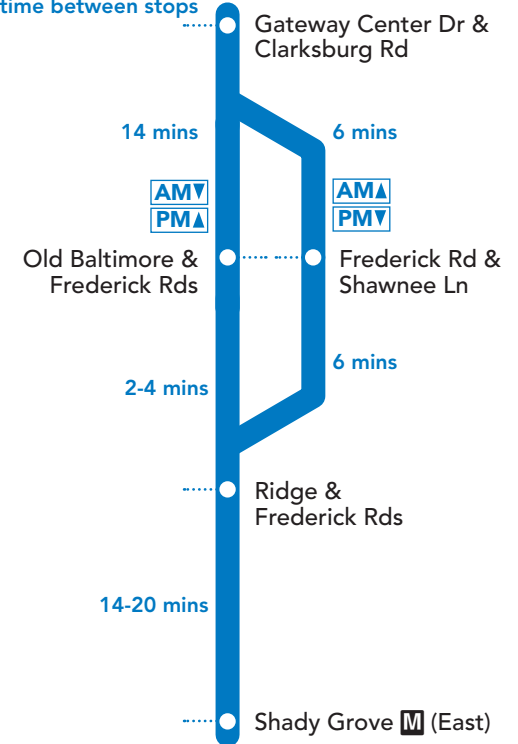 time between stops
Gateway Center Dr &
Clarksburg Rd
14 mins
6 mins
AM▼
PM▲
AM▲
PM▼
Old Baltimore &
Frederick Rds
Frederick Rd &
Shawnee Ln
6 mins
2-4 mins
Ridge &
Frederick Rds
14-20 mins
Shady Grove M (East)